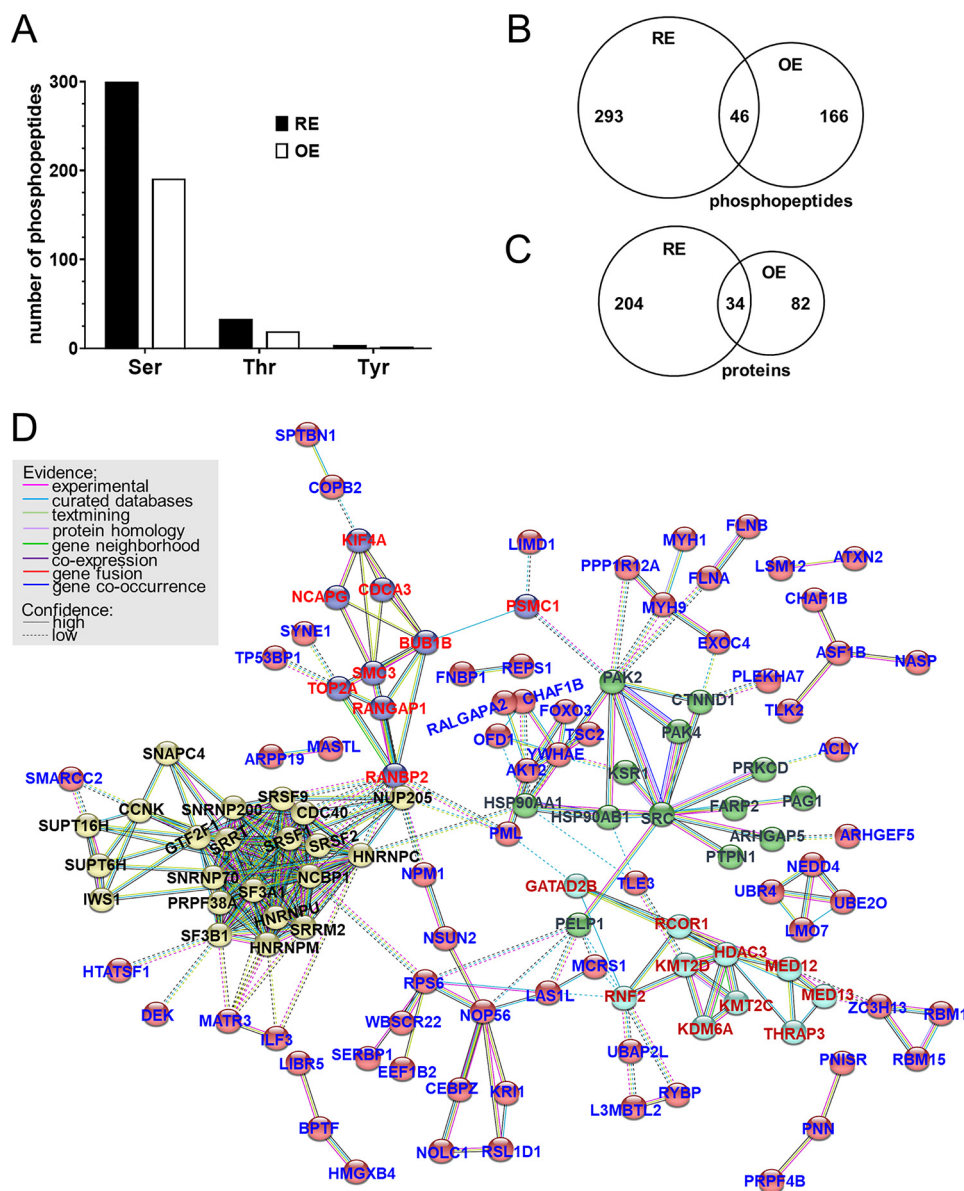 A
number of phosphopeptides
300
200
100
0
Ser
Thr
Tyr
RE
OE
B
RE
OE
293
46
166
phosphopeptides
C
RE
OE
204
34
82
proteins
D
Evidence:
experimental
curated databases
textmining
protein homology
gene neighborhood
co-expression
gene fusion
gene co-occurrence
Confidence:
high
low
SPTBN1
COPB2
KIF4A
CDCA3
NCAPG
BUB1B
SYNE1
TP53BP1
SMC3
TOP2A
RANGAP1
ARPP19
MASTL
RANBP2
LIMD1
PSMC1
FNBP1
REPS1
PPP1R12A
MYH1
FLNB
FLNA
MYH9
EXOC4
LSM12
ATXN2
CHAF1B
ASF1B
NASP
TLK2
PLEKHA7
PAK2
CTNND1
PAK4
RALGAPA2
CHAF1B
FOXO3
OFD1
TSC2
YWHAE
AKT2
KSR1
HSP90AA1
HSP90AB1
SRC
PML
PRKCD
ACLY
FARP2
PAG1
ARHGAP5
ARHGEF5
PTPN1
SNAPC4
SMARCC2
CCNK
SUPT16H
SUPT6H
IWS1
SRSF9
NUP205
SNRNP200
CDC40
GTF2F1
SRRT
SRSF1
SRSF2
HNRNPC
SNRNP70
NCBP1
SF3A1
PRPF38A
HNRNPU
SRRM2
SF3B1
HNRNPM
NPM1
NSUN2
HTATSF1
DEK
MATR3
ILF3
RPS6
WBSCR22
SERBP1
EEF1B2
NOP56
CEBPZ
KRI1
NOLC1
RSL1D1
LIBR5
BPTF
HMGXB4
GATAD2B
TLE3
PELP1
RCOR1
MCRS1
LAS1L
RNF2
HDAC3
KMT2D
MED12
KMT2C
MED13
KDM6A
THRAP3
UBAP2L
L3MBTL2
RYBP
NEDD4
UBR4
UBE2O
LMO7
ZC3H13
RBM1
RBM15
PNISR
PNN
PRPF4B